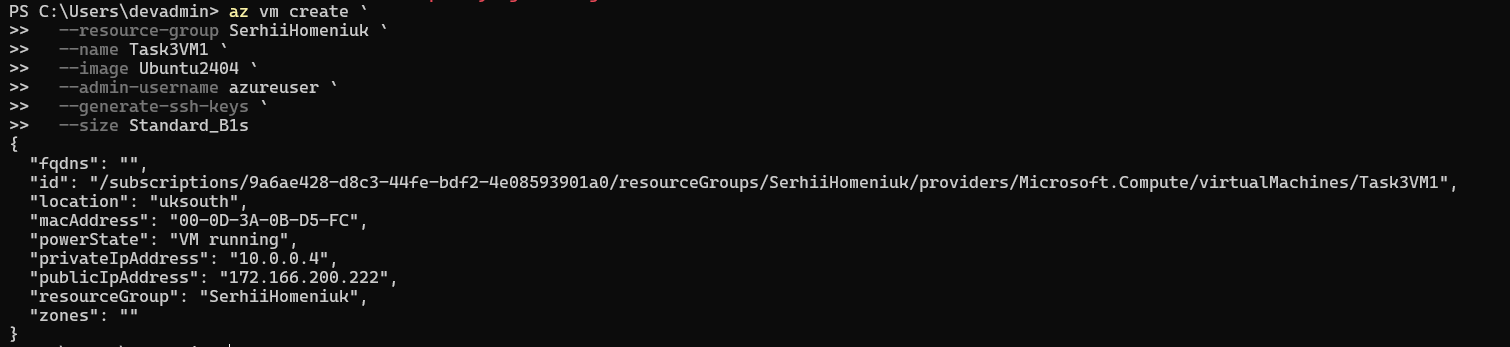 PS C:\Users\devadmin> az vm create `
>>   --resource-group SerhiiHomeniuk `
>>   --name Task3VM1 `
>>   --image Ubuntu2404 `
>>   --admin-username azureuser `
>>   --generate-ssh-keys `
>>   --size Standard_B1s
{
  "fqdns": "",
  "id": "/subscriptions/9a6ae428-d8c3-44fe-bdf2-4e08593901a0/resourceGroups/SerhiiHomeniuk/providers/Microsoft.Compute/virtualMachines/Task3VM1",
  "location": "uksouth",
  "macAddress": "00-0D-3A-0B-D5-FC",
  "powerState": "VM running",
  "privateIpAddress": "10.0.0.4",
  "publicIpAddress": "172.166.200.222",
  "resourceGroup": "SerhiiHomeniuk",
  "zones": ""
}